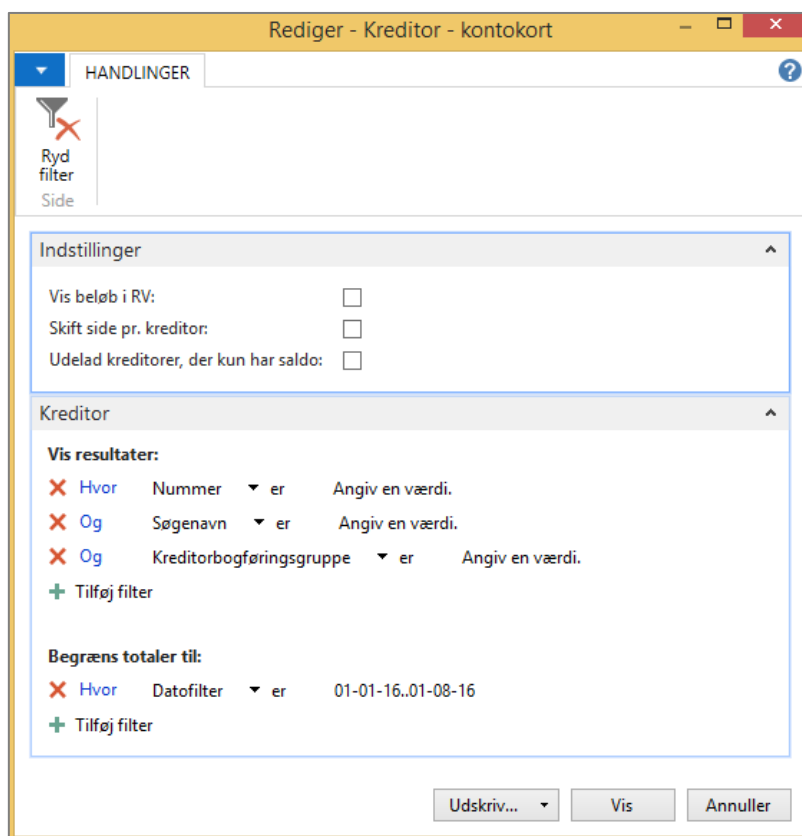 Rediger - Kreditor - kontokort
HANDLINGER
Ryd
filter
Side
Indstillinger
Vis beløb i RV:
Skift side pr. kreditor:
Udelad kreditorer, der kun har saldo:
Kreditor
Vis resultater:
Hvor Nummer er Angiv en værdi.
Og Søgenavn er Angiv en værdi.
Og Kreditorbogføringsgruppe er Angiv en værdi.
Tilføj filter
Begræns totaler til:
Hvor Datofilter er 01-01-16..01-08-16
Tilføj filter
Udskriv... Vis Annuller